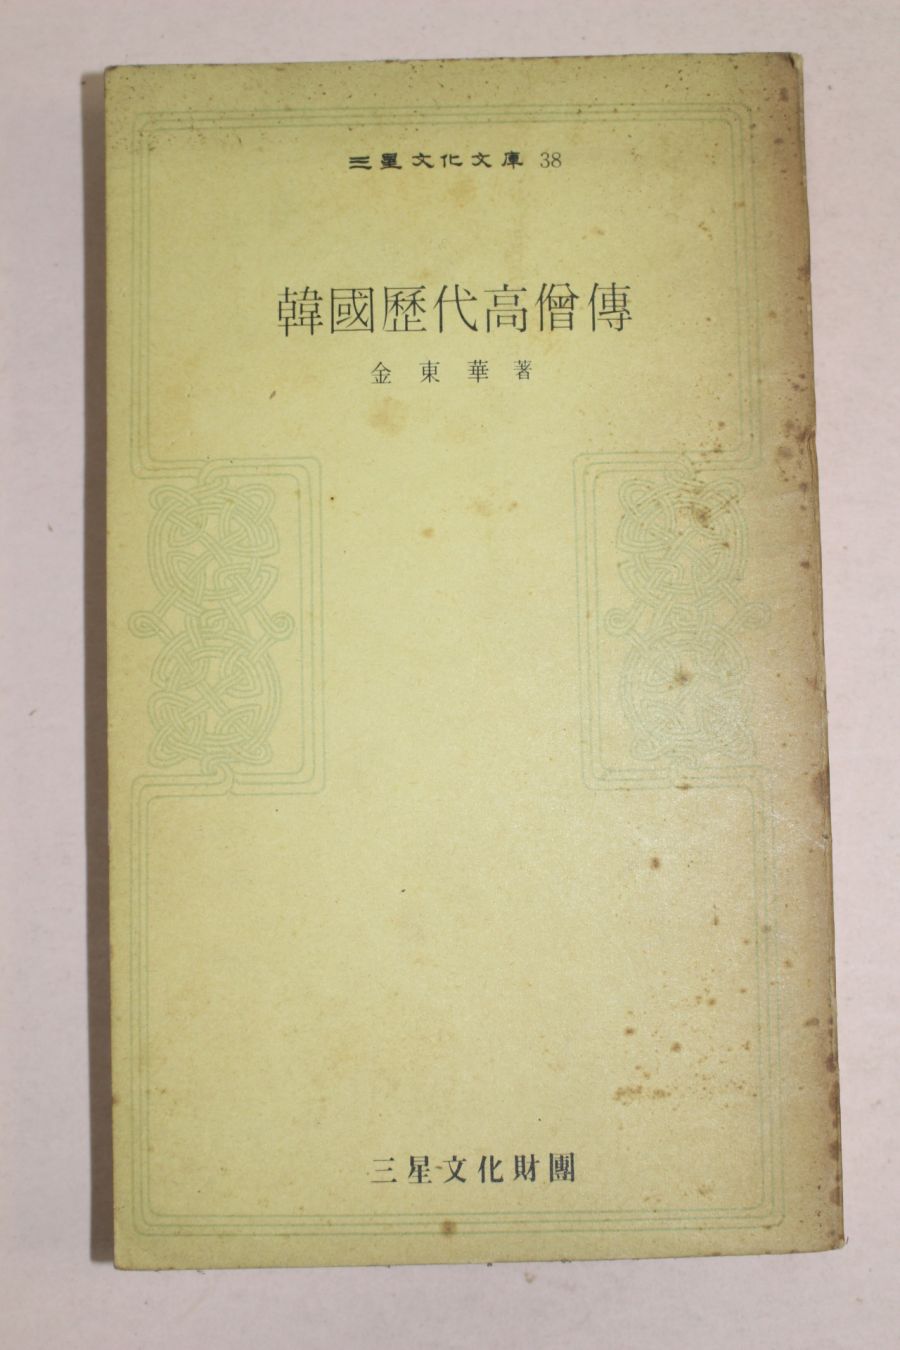 三星文化文庫 38
韓國歷代高僧傳
金東華著
三星文化財團